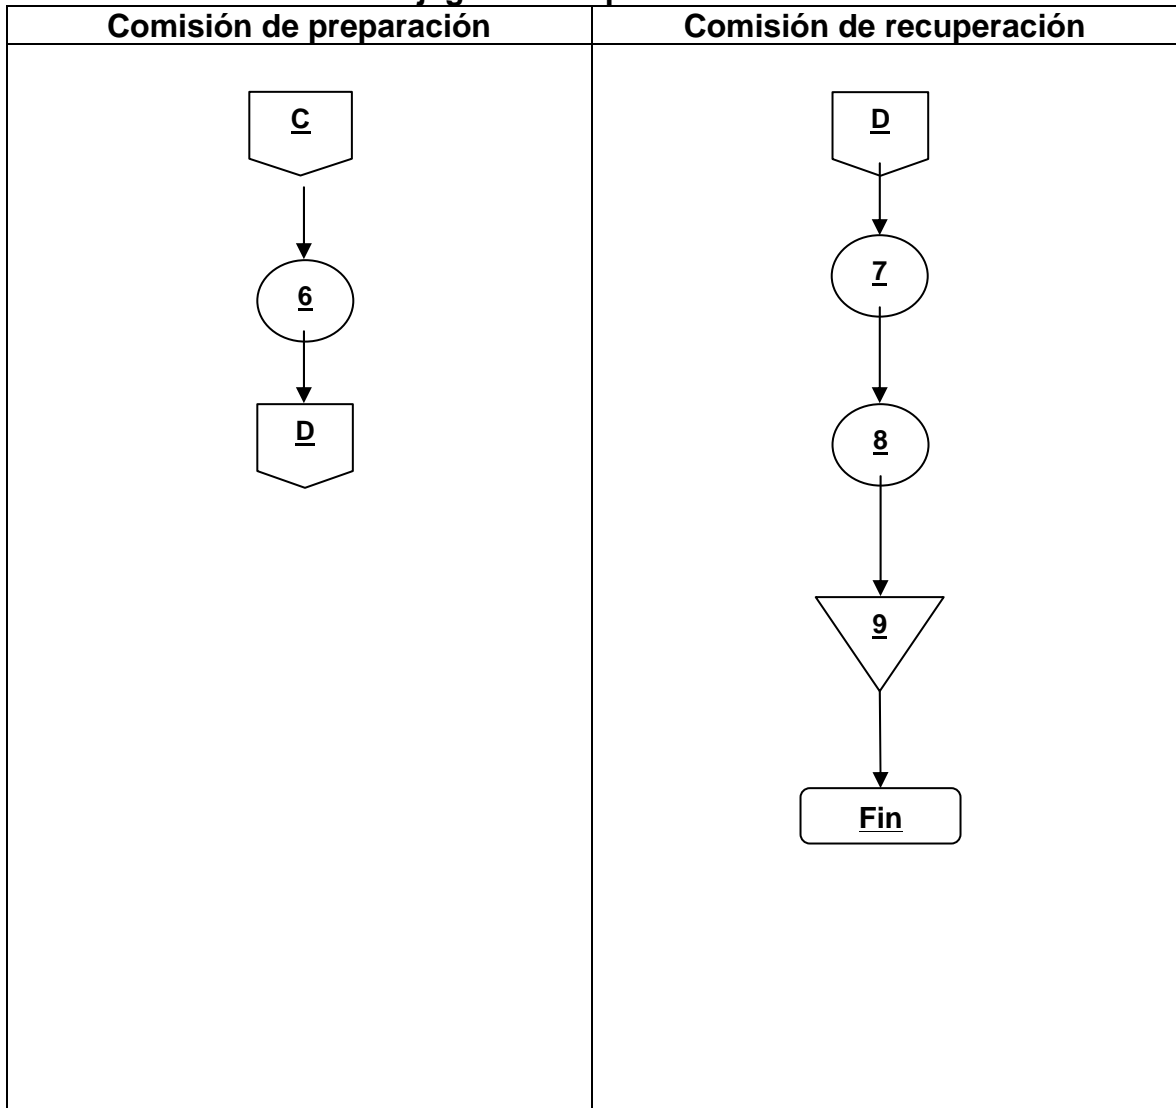 Comisión de preparación
Comisión de recuperación
C
6
D
D
7
8
9
Fin